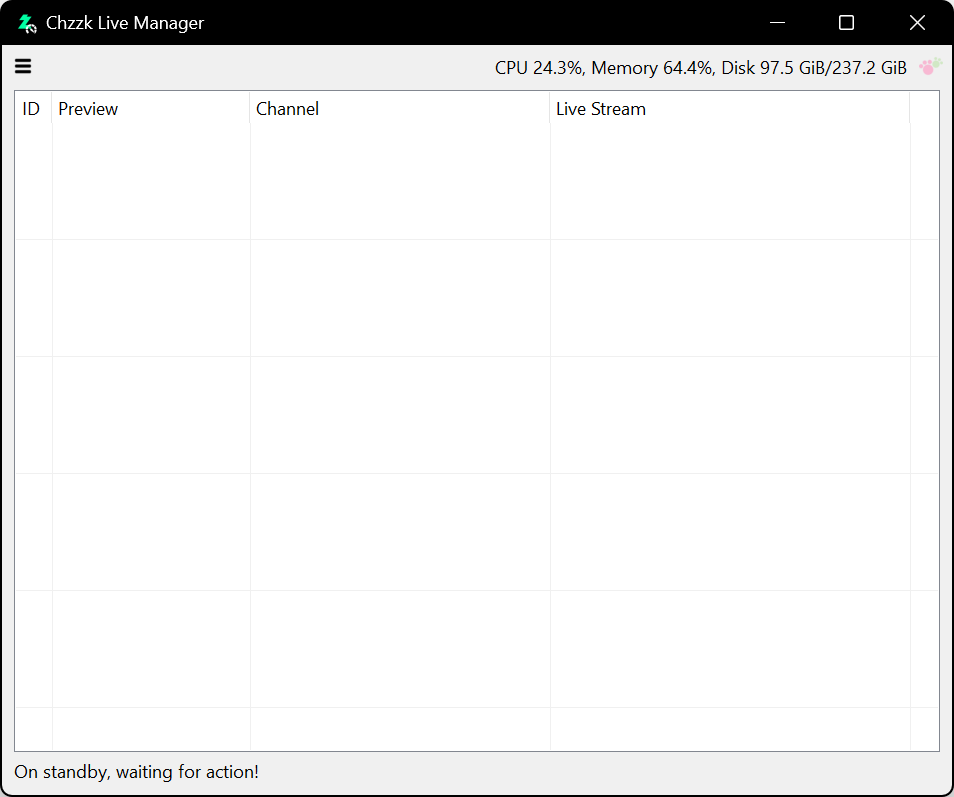 Chzzk Live Manager
CPU 24.3%, Memory 64.4%, Disk 97.5 GiB/237.2 GiB
ID Preview Channel Live Stream
On standby, waiting for action!